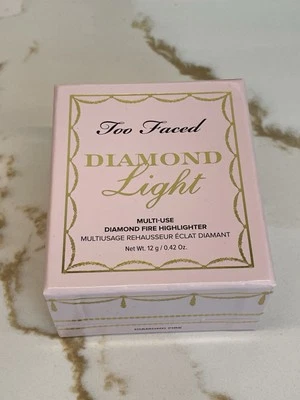 Too Faced
DIAMOND
Light
MULTI-USE
DIAMOND FIRE HIGHLIGHTER
MULTIUSAGE REHAUSSEUR ÉCLAT DIAMANT
Net Wt. 12 g / 0.42 Oz.